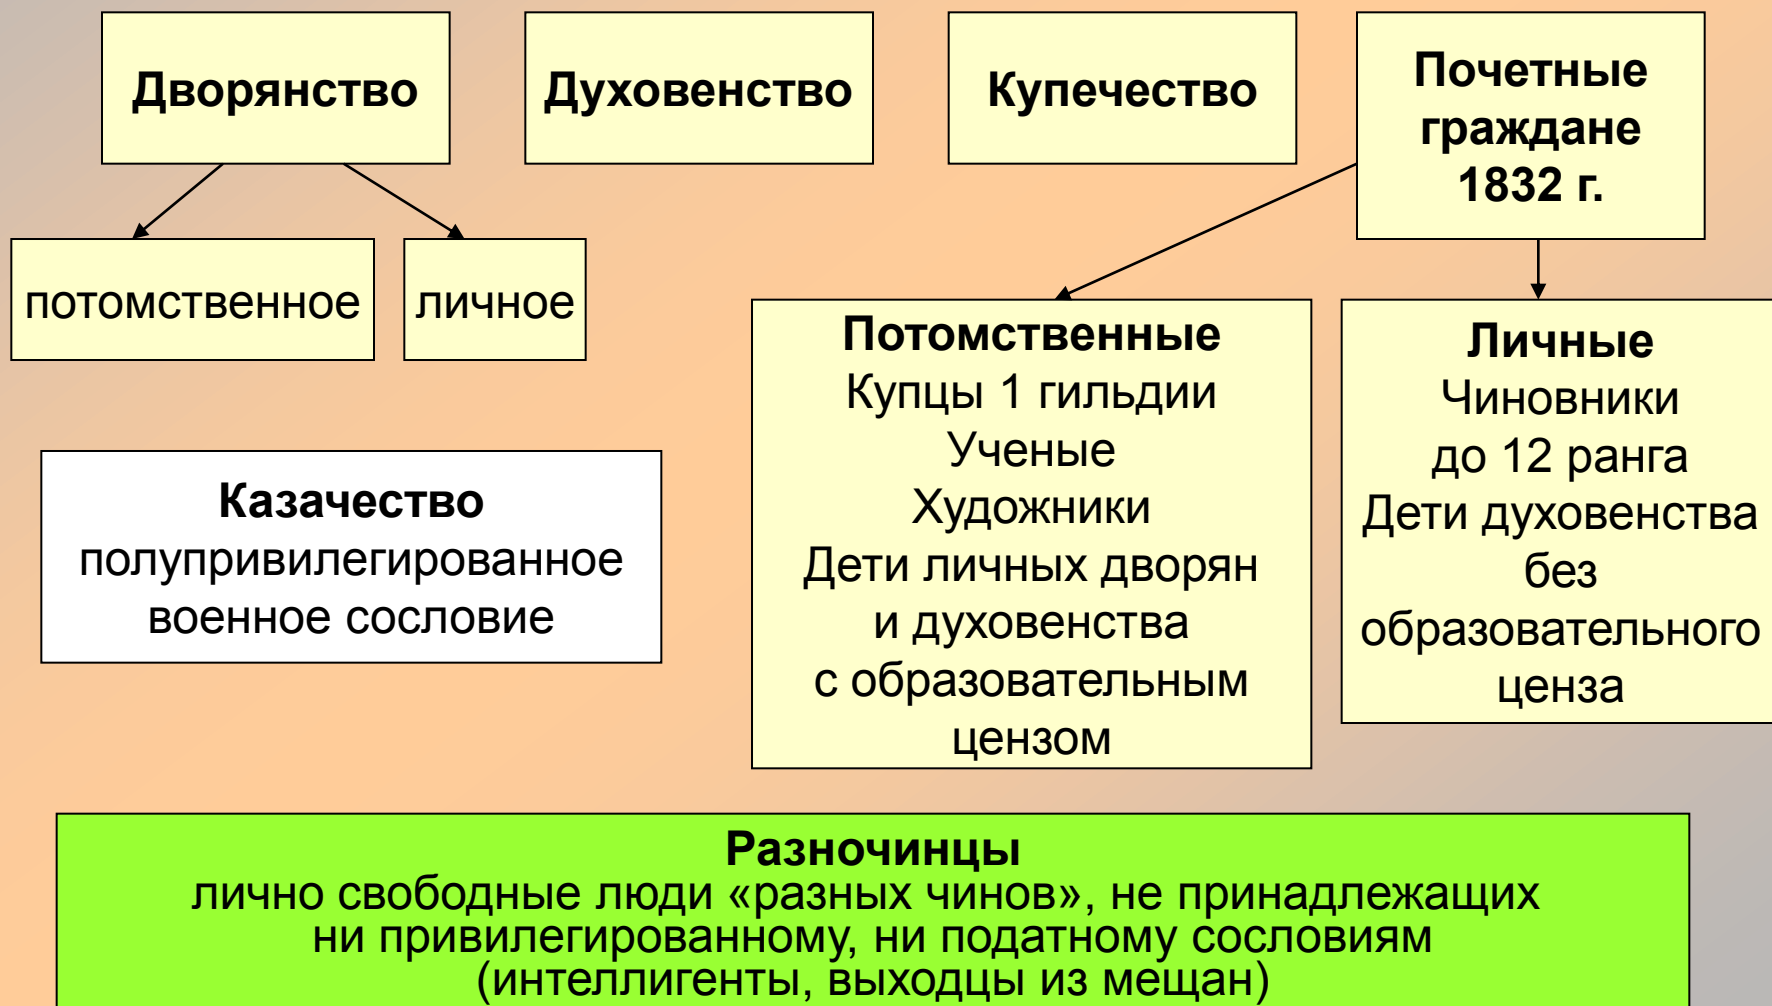 Дворянство
Духовенство
Купечество
Почетные
граждане
1832 г.
потомственное
личное
Потомственные
Купцы 1 гильдии
Ученые
Художники
Дети личных дворян
и духовенства
с образовательным
цензом
Личные
Чиновники
до 12 ранга
Дети духовенства
без
образовательного
ценза
Казачество
полупривилегированное
военное сословие
Разночинцы
лично свободные люди «разных чинов», не принадлежащих
ни привилегированному, ни податному сословиям
(интеллигенты, выходцы из мещан)